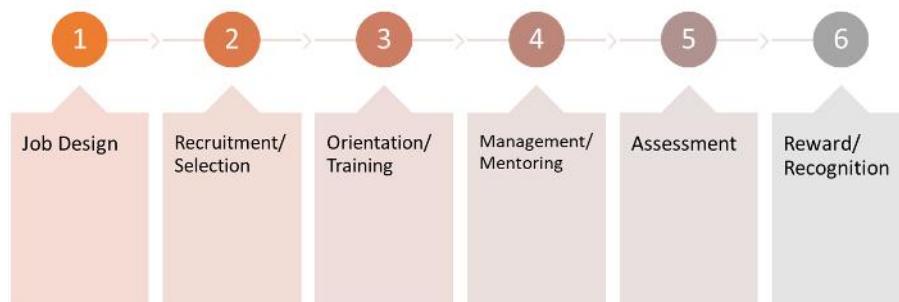 1
2
3
4
5
6
Job Design
Recruitment/
Selection
Orientation/
Training
Management/
Mentoring
Assessment
Reward/
Recognition